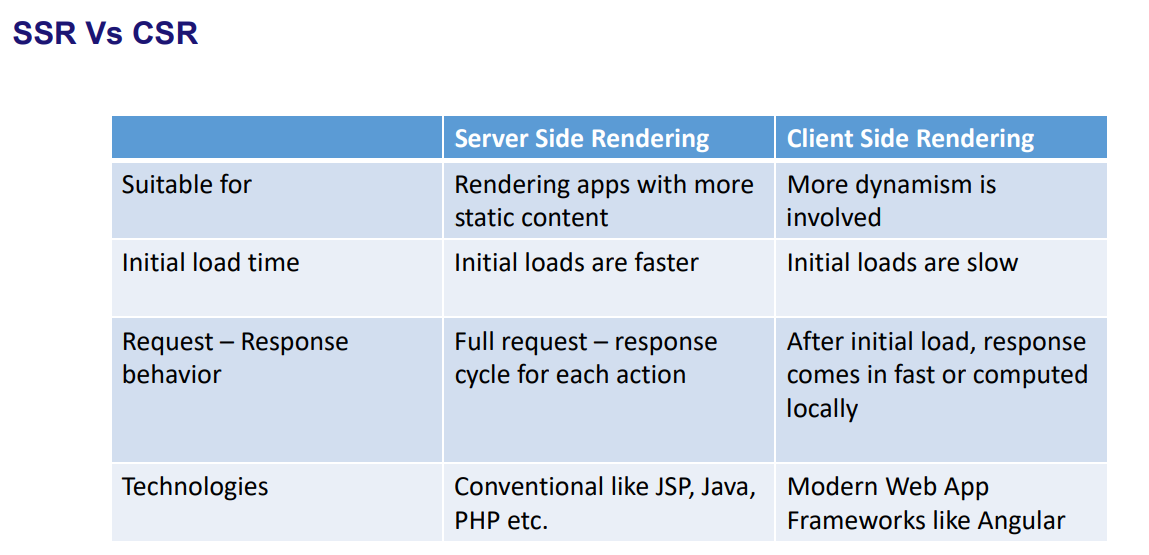 SSR Vs CSR
Server Side Rendering
Client Side Rendering
Suitable for
Rendering apps with more
static content
More dynamism is
involved
Initial load time
Initial loads are faster
Initial loads are slow
Request – Response
behavior
Full request – response
cycle for each action
After initial load, response
comes in fast or computed
locally
Technologies
Conventional like JSP, Java,
PHP etc.
Modern Web App
Frameworks like Angular